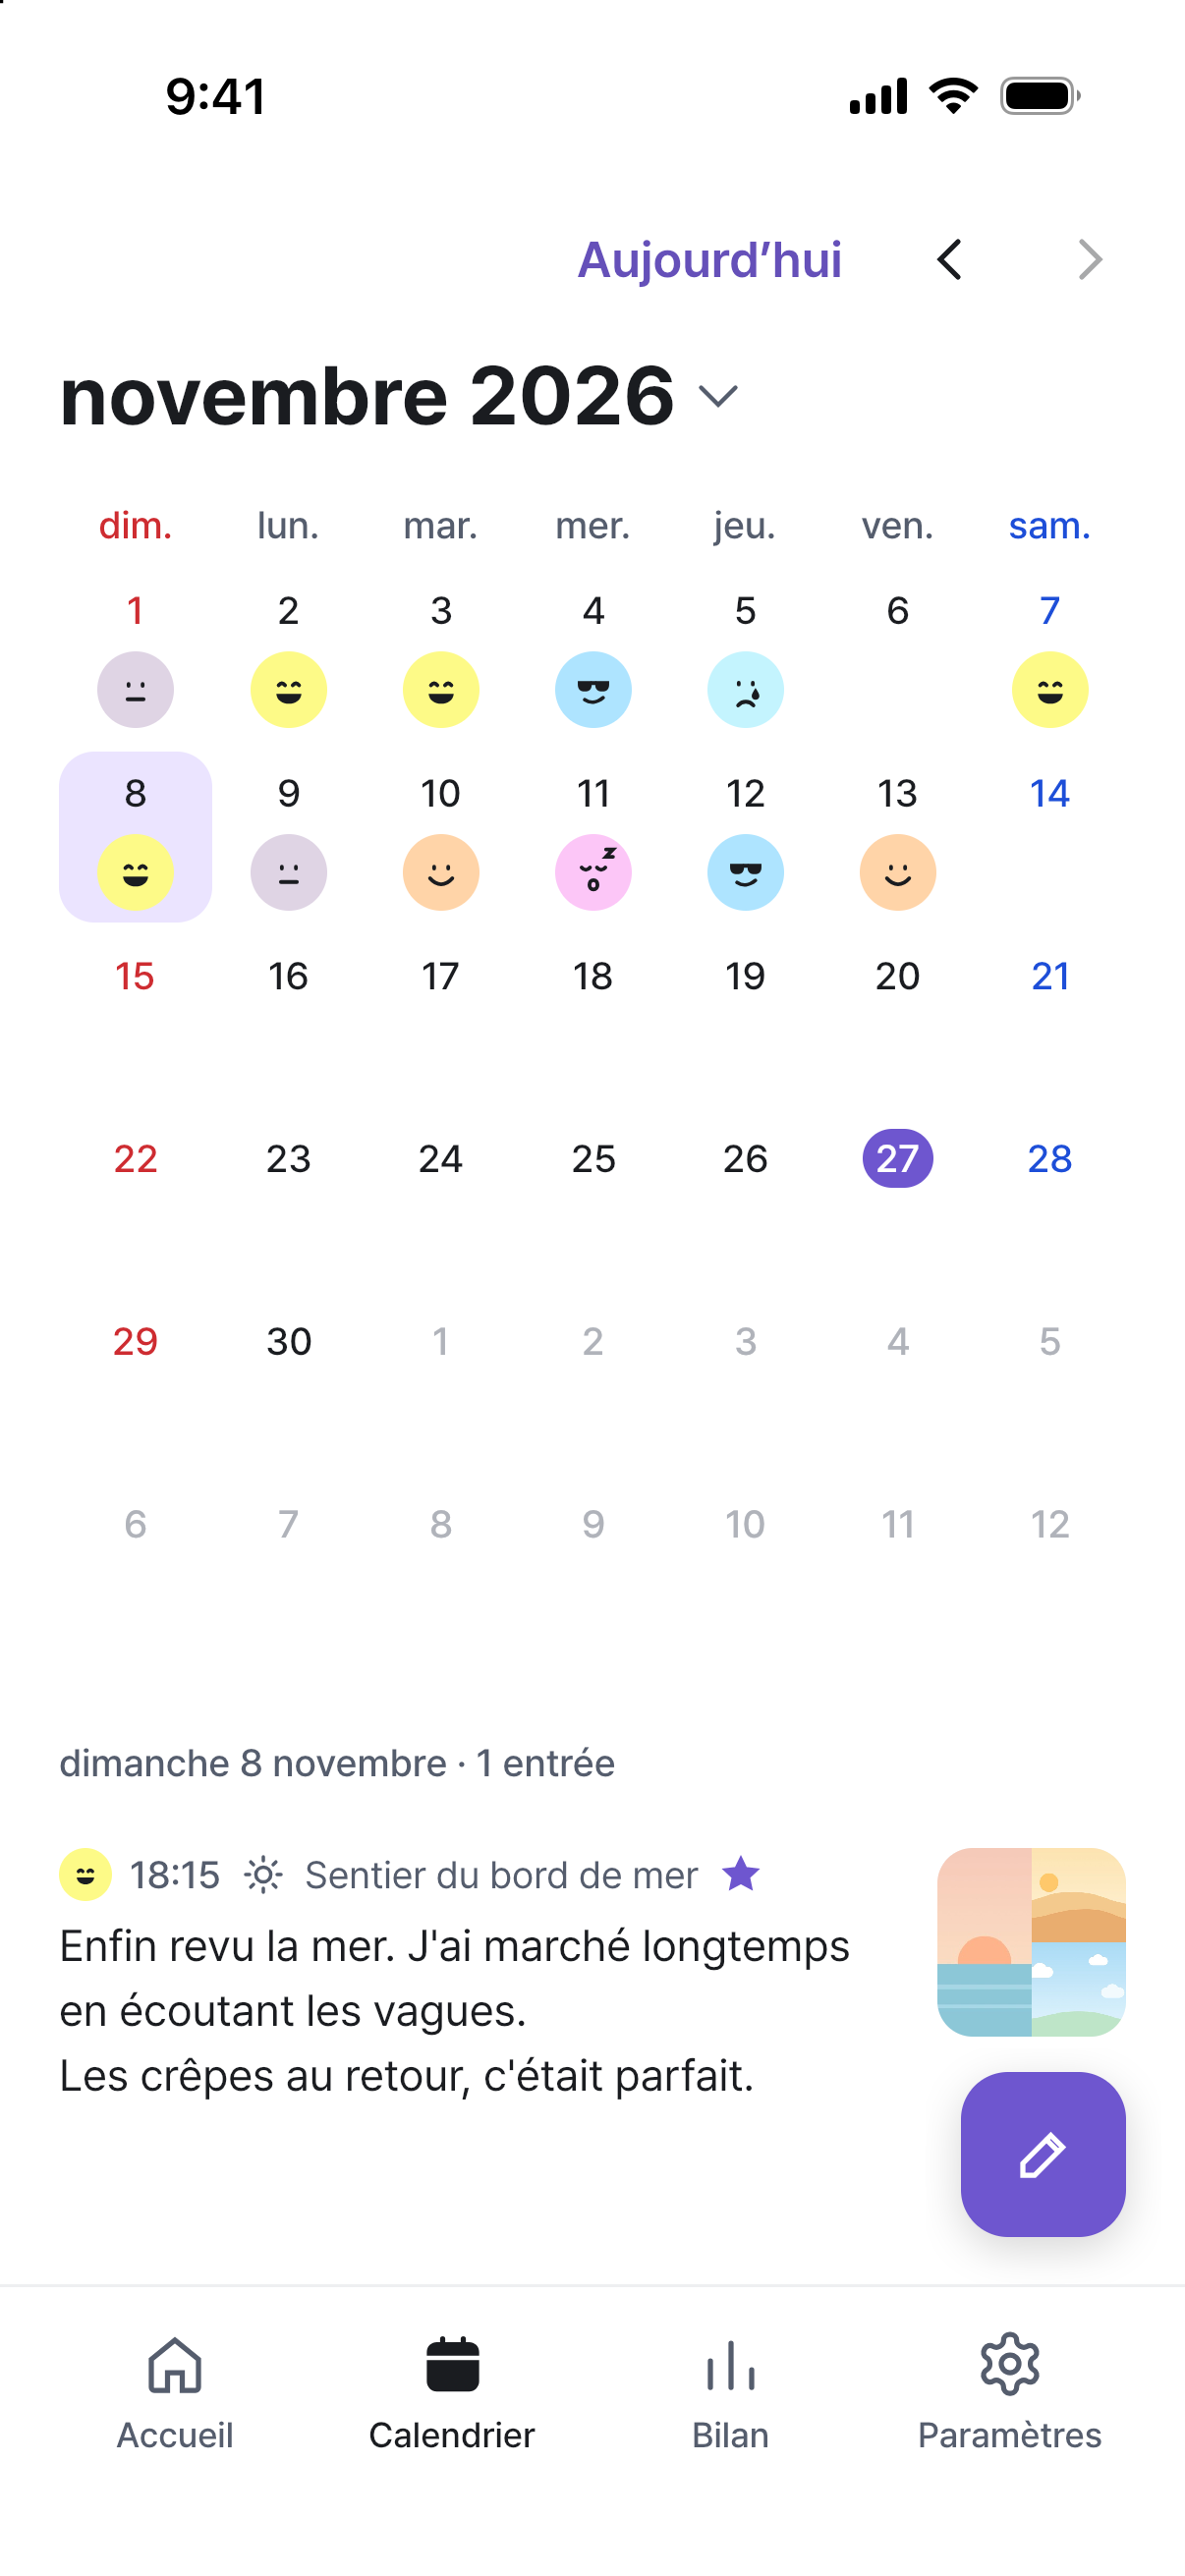 9:41
Aujourd’hui
novembre 2026
dim. lun. mar. mer. jeu. ven. sam.
1 2 3 4 5 6 7
8 9 10 11 12 13 14
15 16 17 18 19 20 21
22 23 24 25 26 27 28
29 30 1 2 3 4 5
6 7 8 9 10 11 12
dimanche 8 novembre · 1 entrée
18:15 Sentier du bord de mer
Enfin revu la mer. J'ai marché longtemps
en écoutant les vagues.
Les crêpes au retour, c'était parfait.
Accueil Calendrier Bilan Paramètres